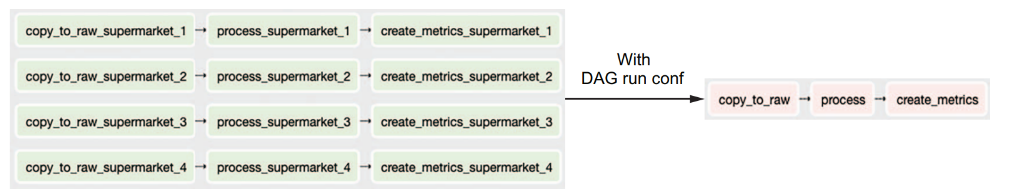 copy_to_raw_supermarket_1 process_supermarket_1 create_metrics_supermarket_1
copy_to_raw_supermarket_2 process_supermarket_2 create_metrics_supermarket_2
copy_to_raw_supermarket_3 process_supermarket_3 create_metrics_supermarket_3
copy_to_raw_supermarket_4 process_supermarket_4 create_metrics_supermarket_4
With
DAG run conf
copy_to_raw process create_metrics